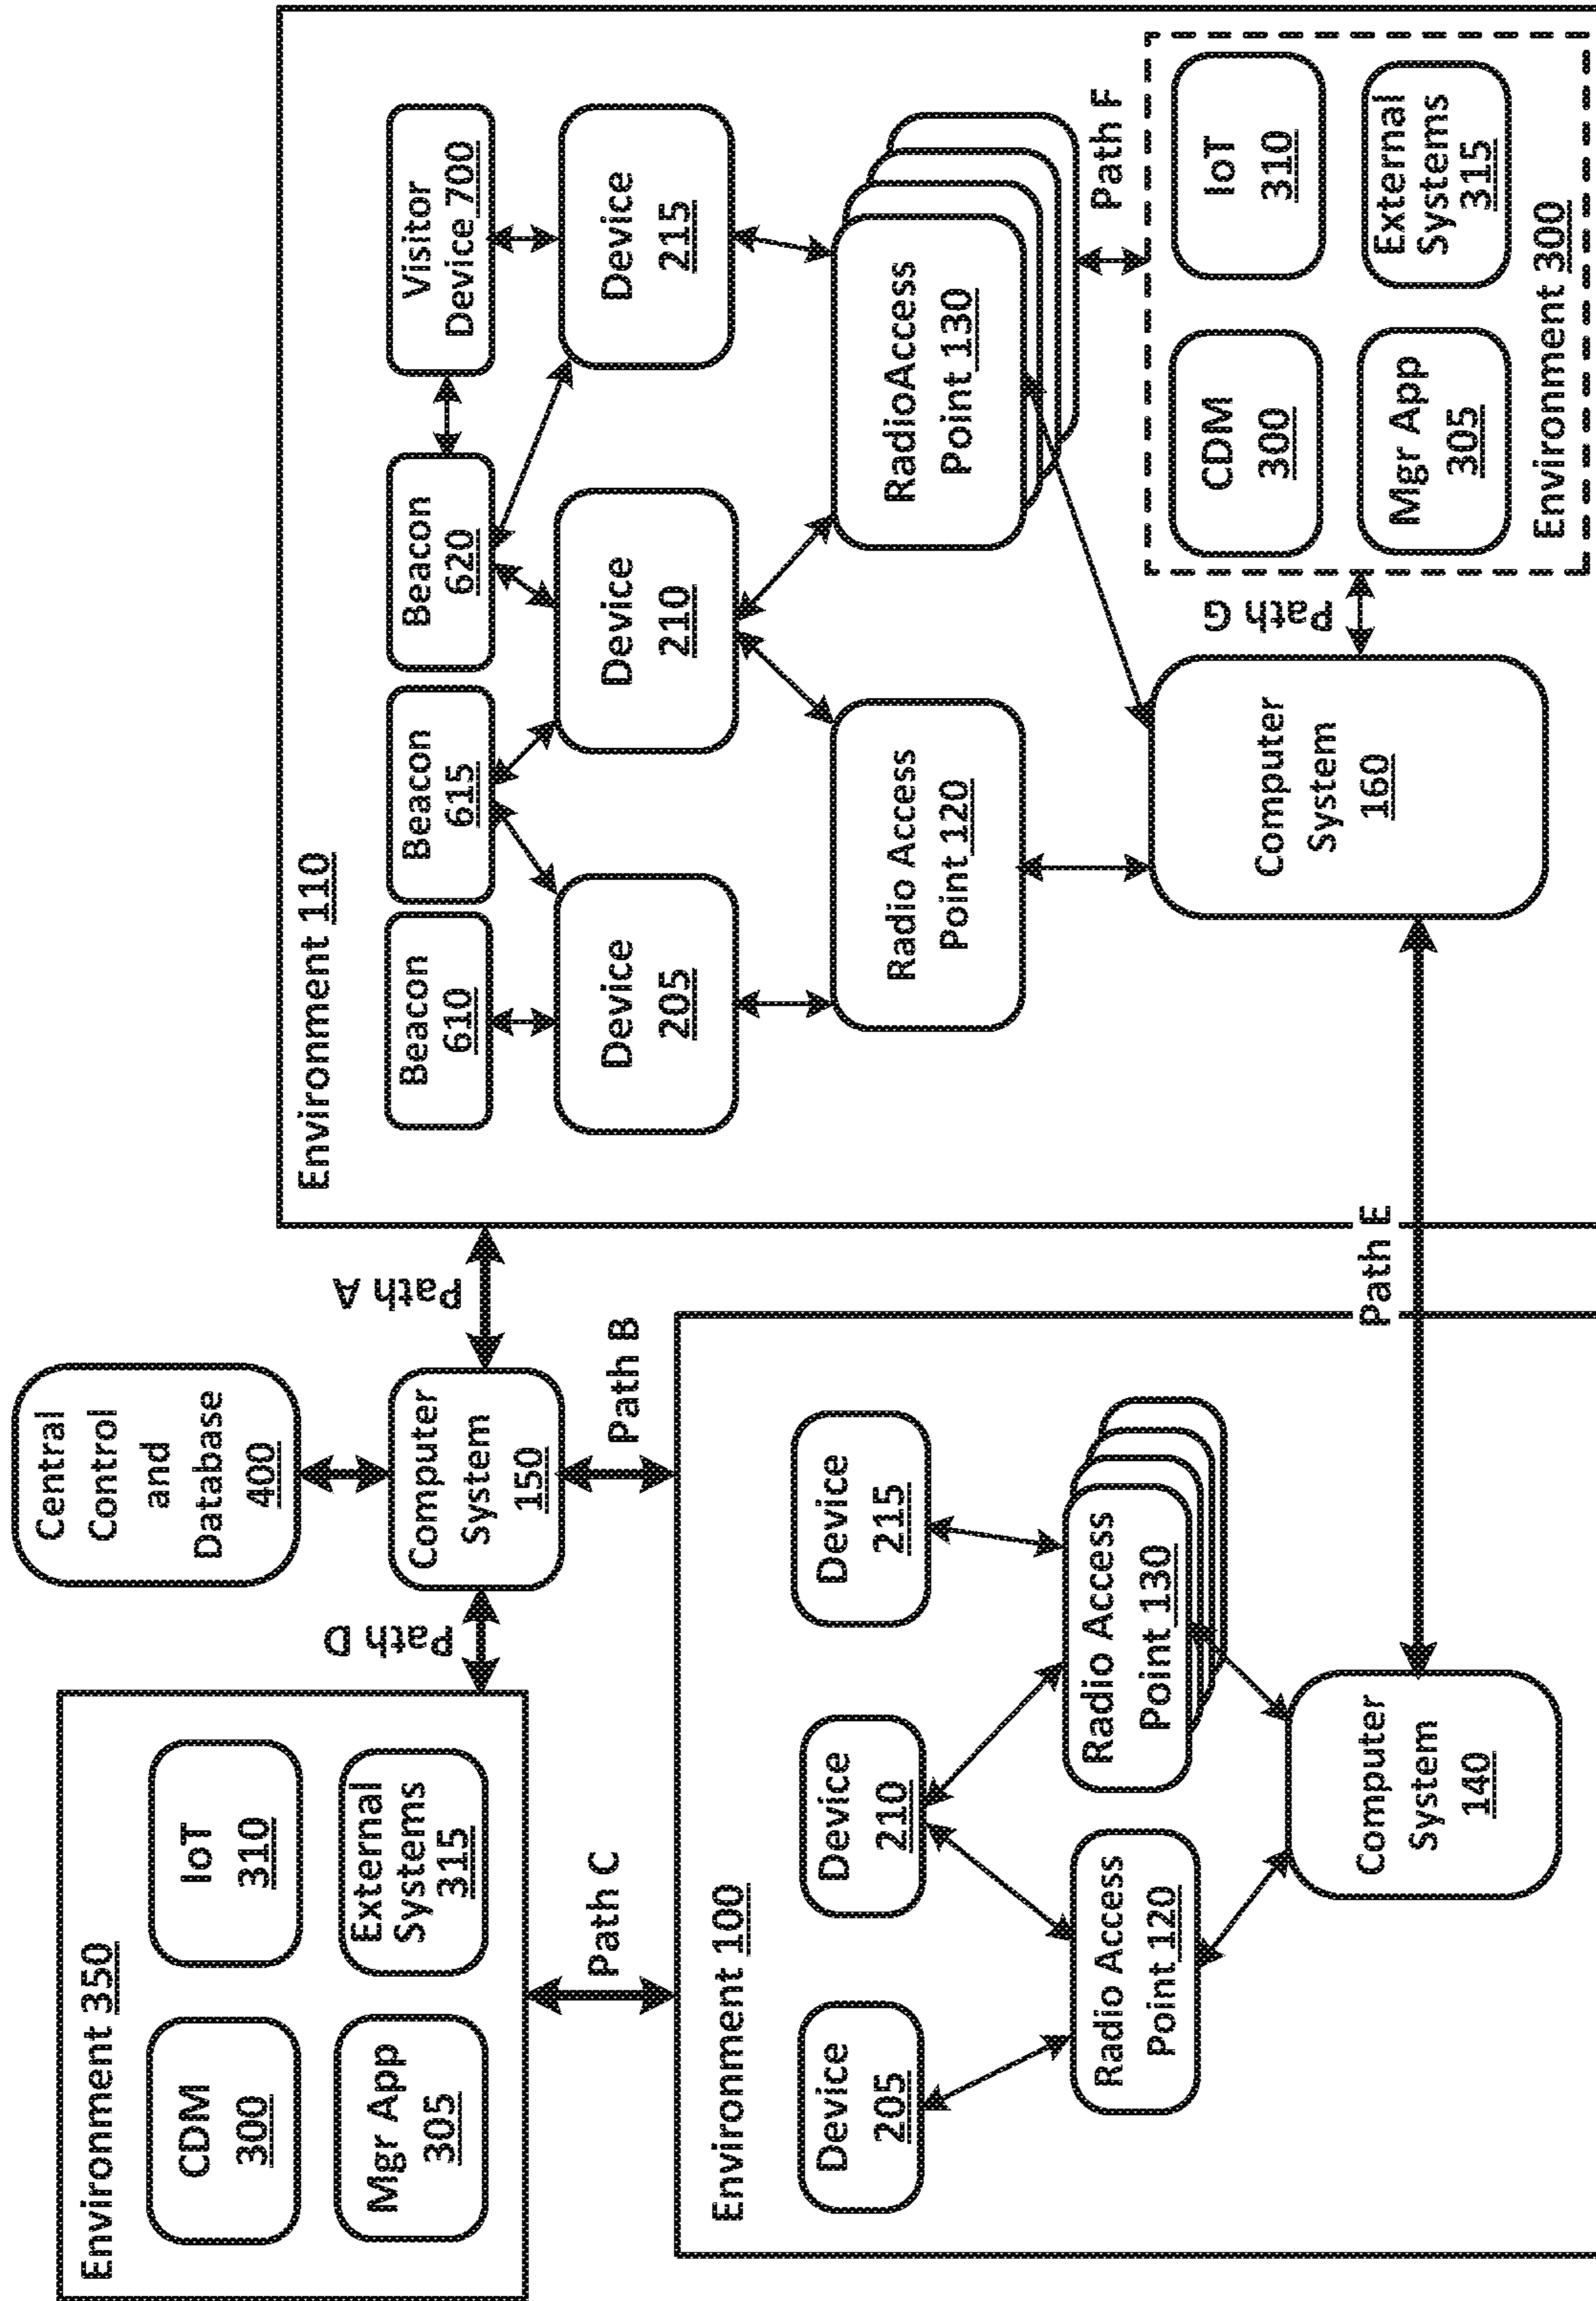 Environment 350
CDM
300
IoT
310
Mgr App
305
External
Systems
315
Path D
Path C
Central
Control
and
Database
400
Computer
System
150
Path A
Path B
Environment 100
Device
205
Device
210
Device
215
Radio Access
Point 120
Radio Access
Point 130
Computer
System
140
Path E
Environment 110
Beacon
610
Beacon
615
Beacon
620
Visitor
Device 700
Device
205
Device
210
Device
215
Radio Access
Point 120
RadioAccess
Point 130
Computer
System
160
Path F
Path G
CDM
300
IoT
310
Mgr App
305
External
Systems
315
Environment 300